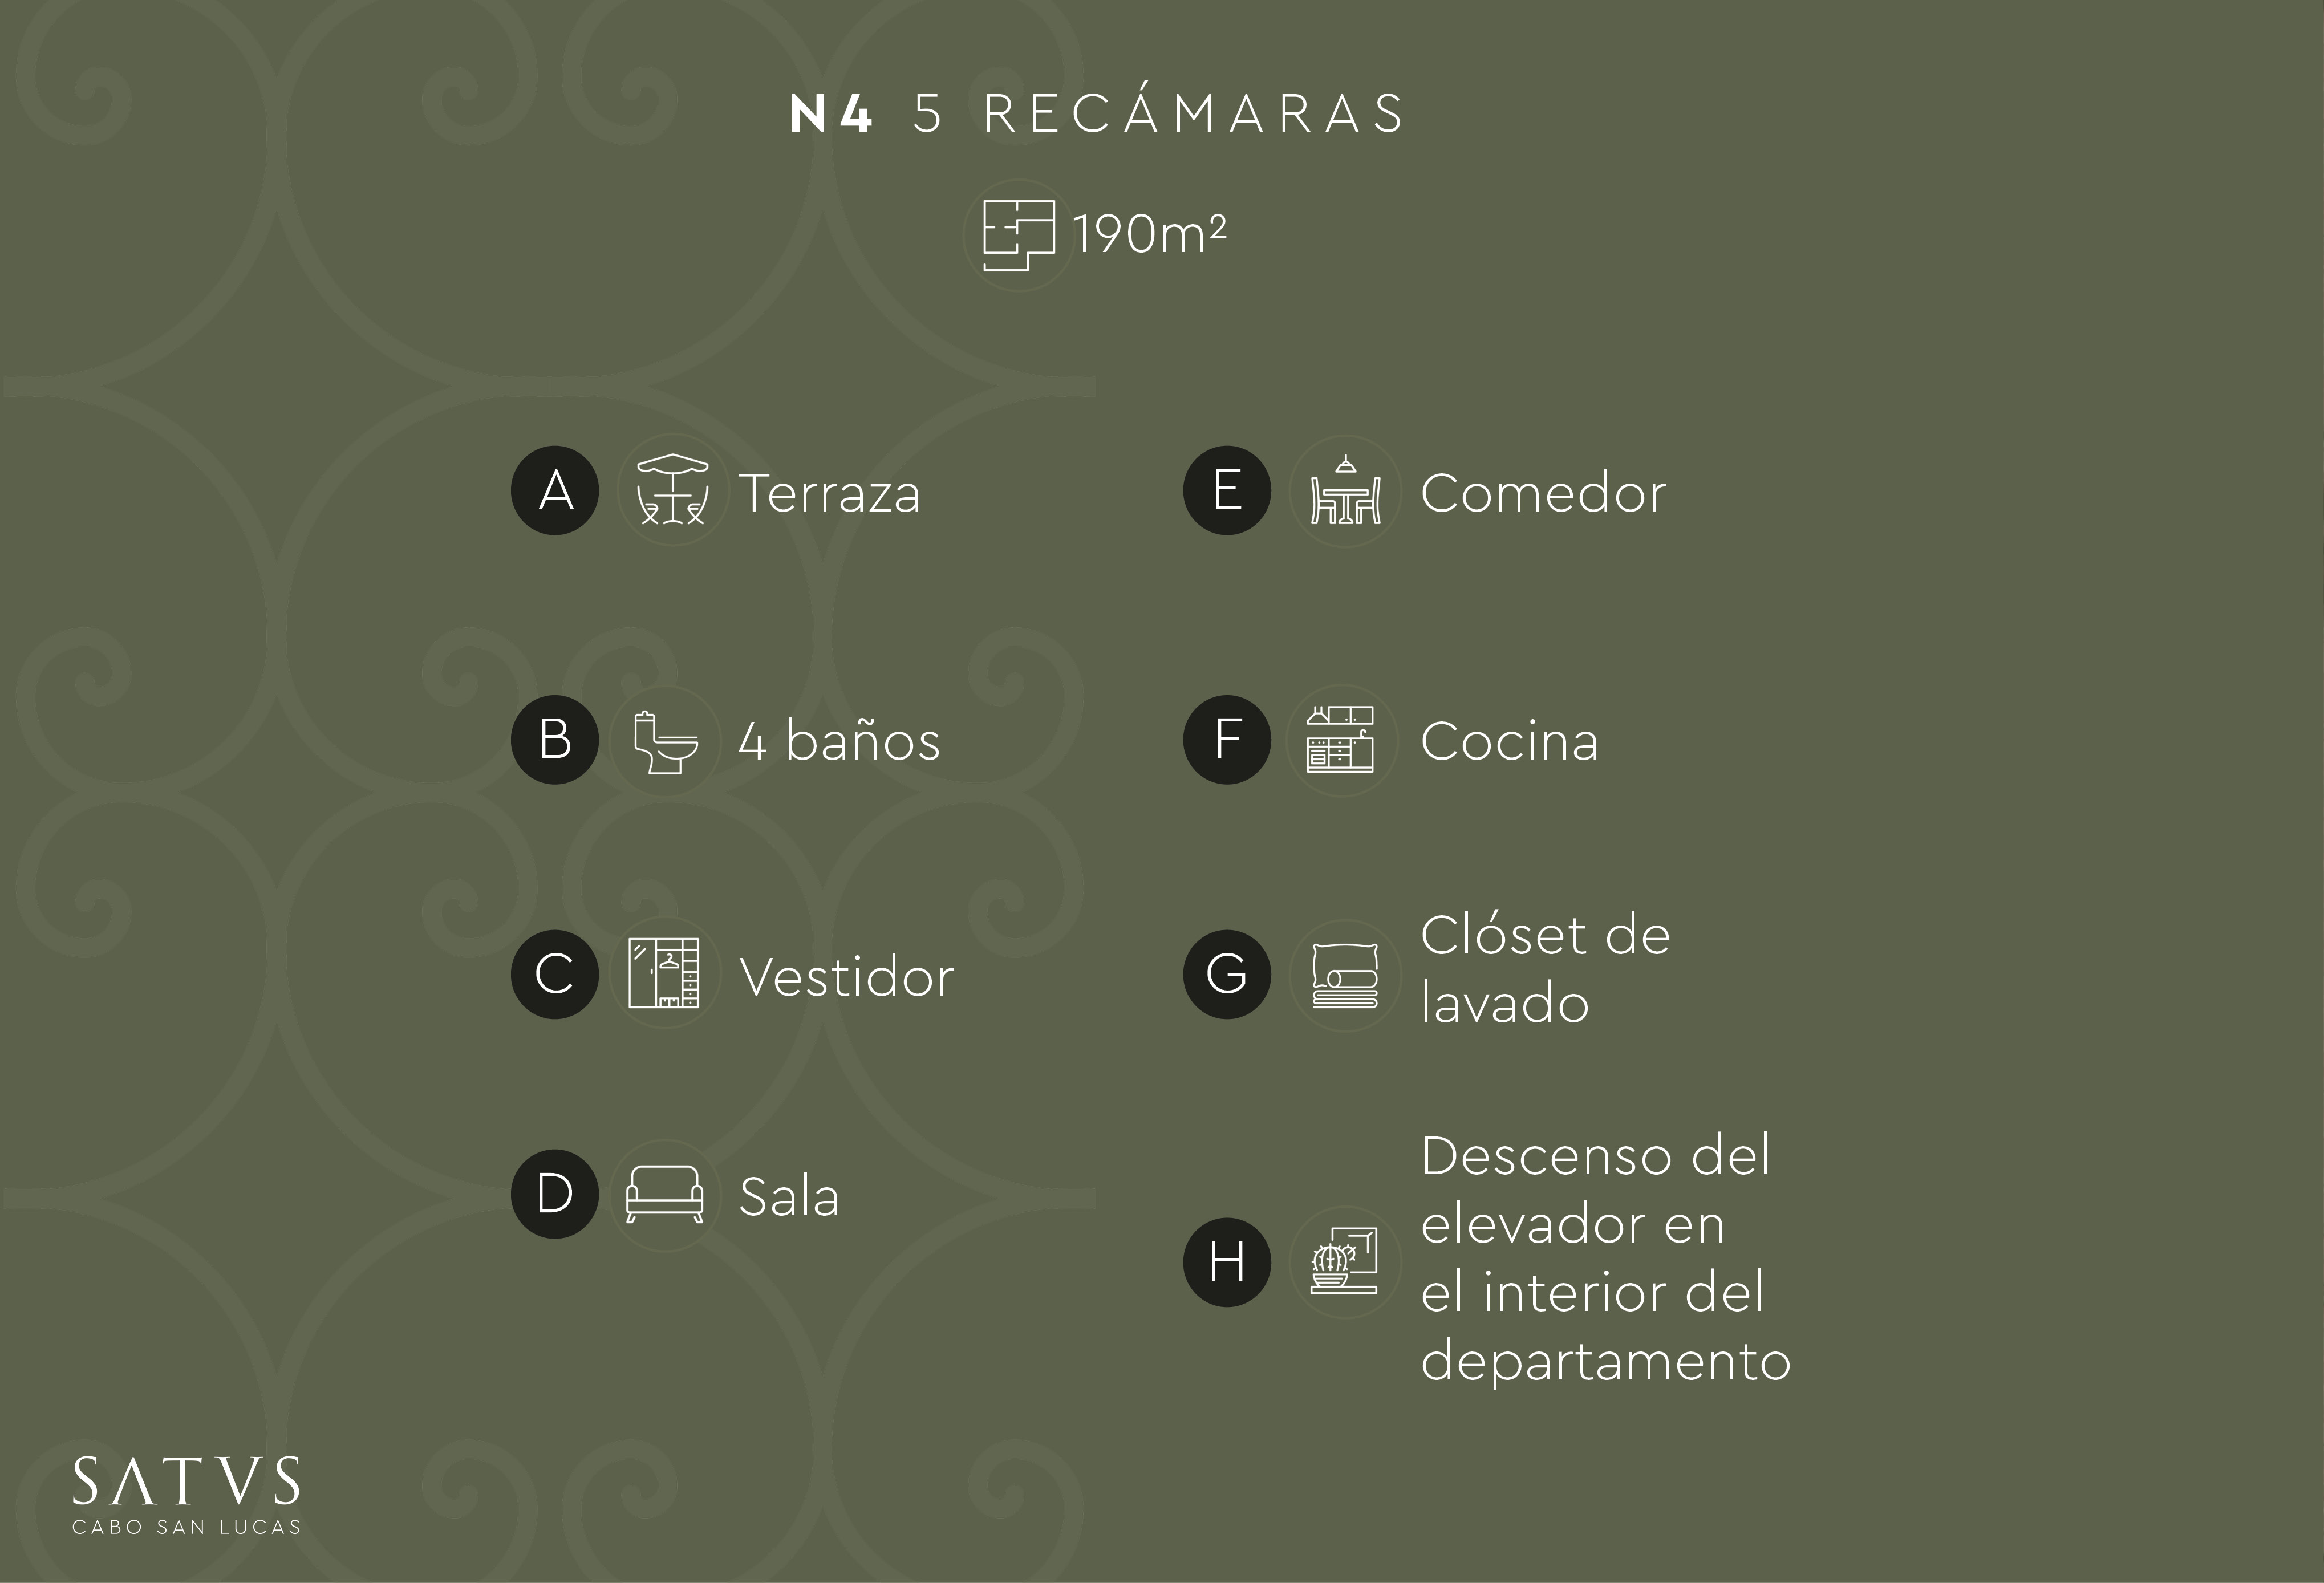 N4 5 RECÁMARAS
190m²
A Terraza
B 4 baños
C Vestidor
D Sala
E Comedor
F Cocina
G Clóset de
lavado
H Descenso del
elevador en
el interior del
departamento
SATVS
CABO SAN LUCAS